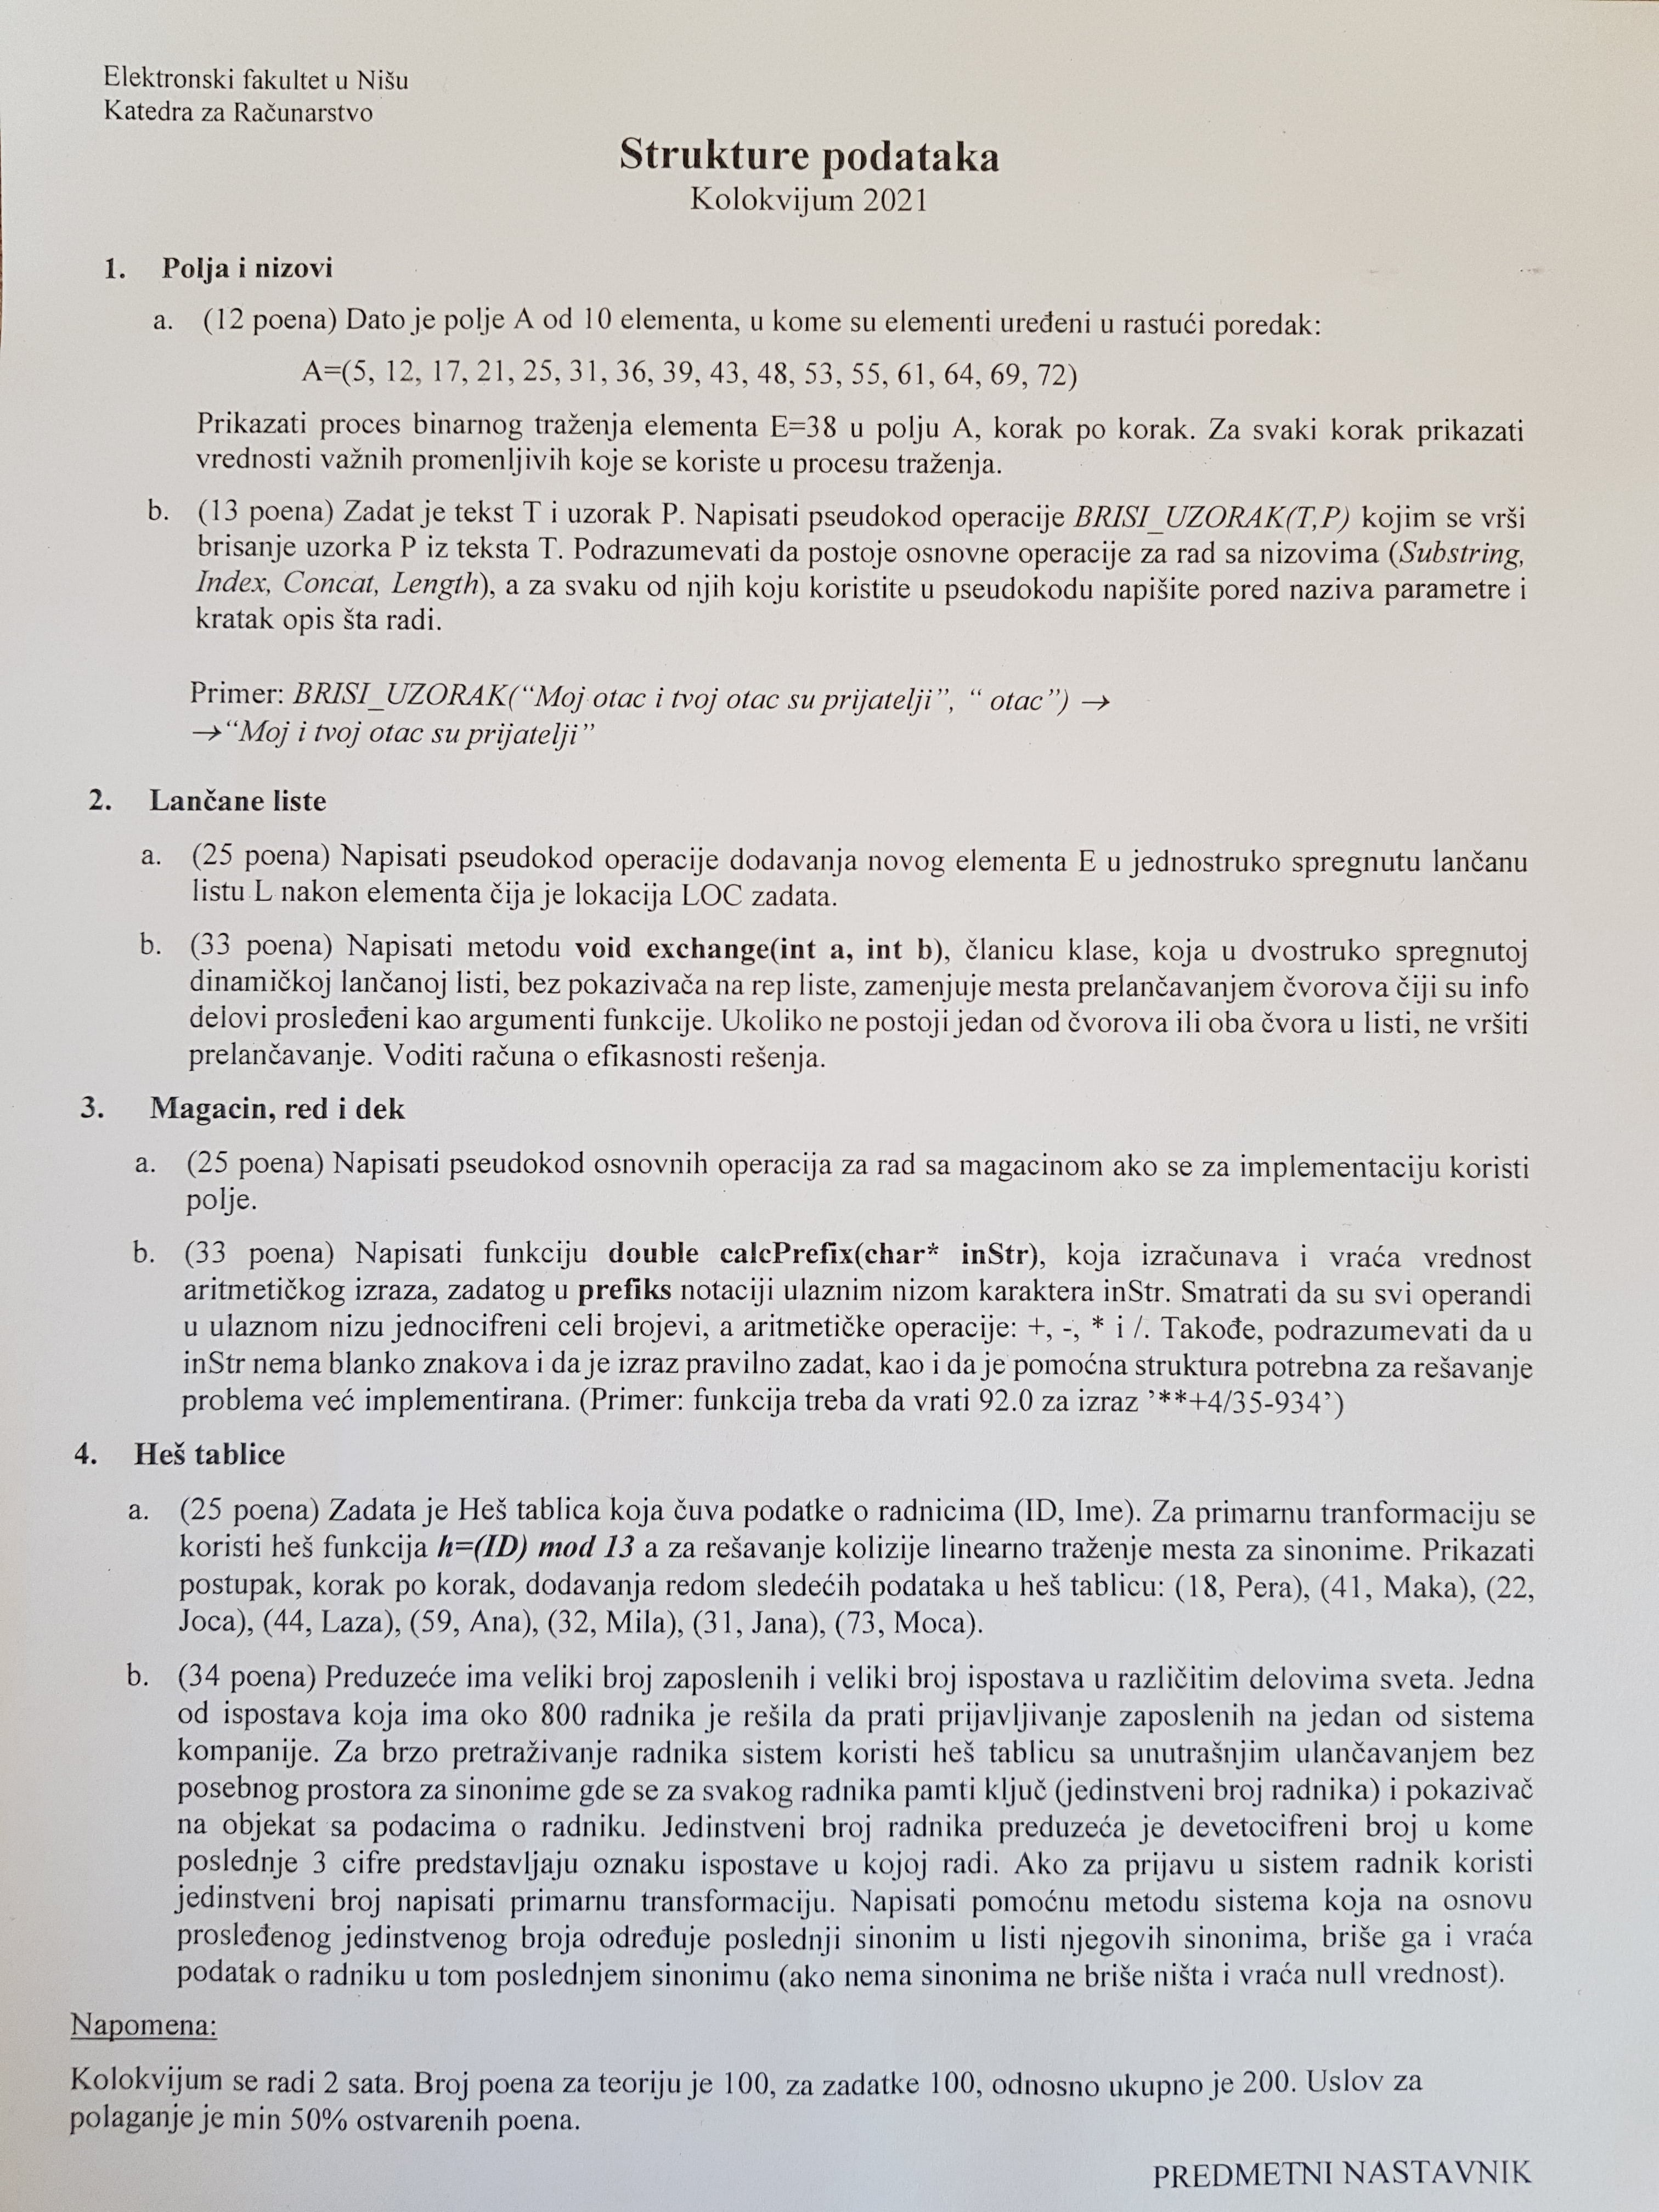 Elektronski fakultet u Nišu
Katedra za Računarstvo
Strukture podataka
Kolokvijum 2021
1. Polja i nizovi
a. (12 poena) Dato je polje A od 10 elementa, u kome su elementi uređeni u rastući poredak:
A=(5, 12, 17, 21, 25, 31, 36, 39, 43, 48, 53, 55, 61, 64, 69, 72)
Prikazati proces binarnog traženja elementa E=38 u polju A, korak po korak. Za svaki korak prikazati
vrednosti važnih promenljivih koje se koriste u procesu traženja.
b. (13 poena) Zadat je tekst T i uzorak P. Napisati pseudokod operacije BRISI_UZORAK(T,P) kojim se vrši
brisanje uzorka P iz teksta T. Podrazumevati da postoje osnovne operacije za rad sa nizovima (Substring,
Index, Concat, Length), a za svaku od njih koju koristite u pseudokodu napišite pored naziva parametre i
kratak opis šta radi.
Primer: BRISI_UZORAK(“Moj otac i tvoj otac su prijatelji”, “ otac”) →
→“Moj i tvoj otac su prijatelji”
2. Lančane liste
a. (25 poena) Napisati pseudokod operacije dodavanja novog elementa E u jednostruko spregnutu lančanu
listu L nakon elementa čija je lokacija LOC zadata.
b. (33 poena) Napisati metodu void exchange(int a, int b), članicu klase, koja u dvostruko spregnutoj
dinamičkoj lančanoj listi, bez pokazivača na rep liste, zamenjuje mesta prelančavanjem čvorova čiji su info
delovi prosleđeni kao argumenti funkcije. Ukoliko ne postoji jedan od čvorova ili oba čvora u listi, ne vršiti
prelančavanje. Voditi računa o efikasnosti rešenja.
3. Magacin, red i dek
a. (25 poena) Napisati pseudokod osnovnih operacija za rad sa magacinom ako se za implementaciju koristi
polje.
b. (33 poena) Napisati funkciju double calcPrefix(char* inStr), koja izračunava i vraća vrednost
aritmetičkog izraza, zadatog u prefiks notaciji ulaznim nizom karaktera inStr. Smatrati da su svi operandi
u ulaznom nizu jednocifreni celi brojevi, a aritmetičke operacije: +, -, * i /. Takođe, podrazumevati da u
inStr nema blanko znakova i da je izraz pravilno zadat, kao i da je pomoćna struktura potrebna za rešavanje
problema već implementirana. (Primer: funkcija treba da vrati 92.0 za izraz ’**+4/35-934’)
4. Heš tablice
a. (25 poena) Zadata je Heš tablica koja čuva podatke o radnicima (ID, Ime). Za primarnu tranformaciju se
koristi heš funkcija h=(ID) mod 13 a za rešavanje kolizije linearno traženje mesta za sinonime. Prikazati
postupak, korak po korak, dodavanja redom sledećih podataka u heš tablicu: (18, Pera), (41, Maka), (22,
Joca), (44, Laza), (59, Ana), (32, Mila), (31, Jana), (73, Moca).
b. (34 poena) Preduzeće ima veliki broj zaposlenih i veliki broj ispostava u različitim delovima sveta. Jedna
od ispostava koja ima oko 800 radnika je rešila da prati prijavljivanje zaposlenih na jedan od sistema
kompanije. Za brzo pretraživanje radnika sistem koristi heš tablicu sa unutrašnjim ulančavanjem bez
posebnog prostora za sinonime gde se za svakog radnika pamti ključ (jedinstveni broj radnika) i pokazivač
na objekat sa podacima o radniku. Jedinstveni broj radnika preduzeća je devetocifreni broj u kome
poslednje 3 cifre predstavljaju oznaku ispostave u kojoj radi. Ako za prijavu u sistem radnik koristi
jedinstveni broj napisati primarnu transformaciju. Napisati pomoćnu metodu sistema koja na osnovu
prosleđenog jedinstvenog broja određuje poslednji sinonim u listi njegovih sinonima, briše ga i vraća
podatak o radniku u tom poslednjem sinonimu (ako nema sinonima ne briše ništa i vraća null vrednost).
Napomena:
Kolokvijum se radi 2 sata. Broj poena za teoriju je 100, za zadatke 100, odnosno ukupno je 200. Uslov za
polaganje je min 50% ostvarenih poena.
PREDMETNI NASTAVNIK